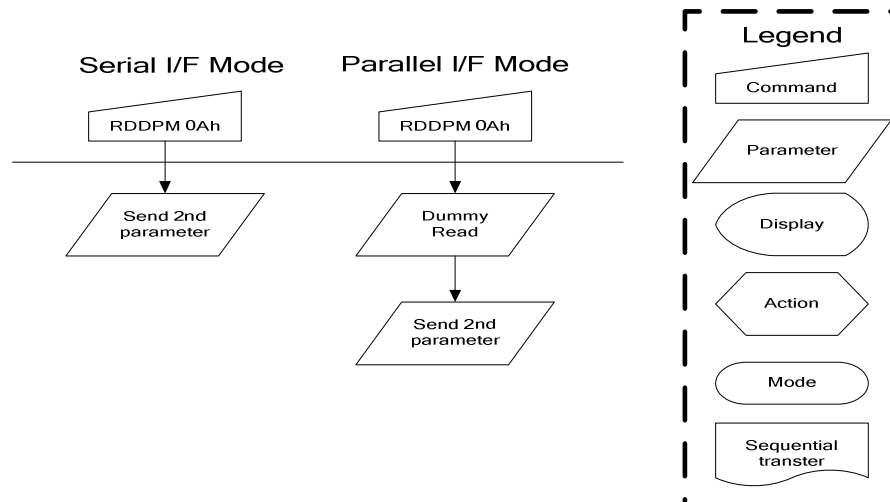 Serial I/F Mode
Parallel I/F Mode
RDDPM 0Ah
RDDPM 0Ah
Send 2nd
parameter
Dummy
Read
Send 2nd
parameter
Legend
Command
Parameter
Display
Action
Mode
Sequential
transter